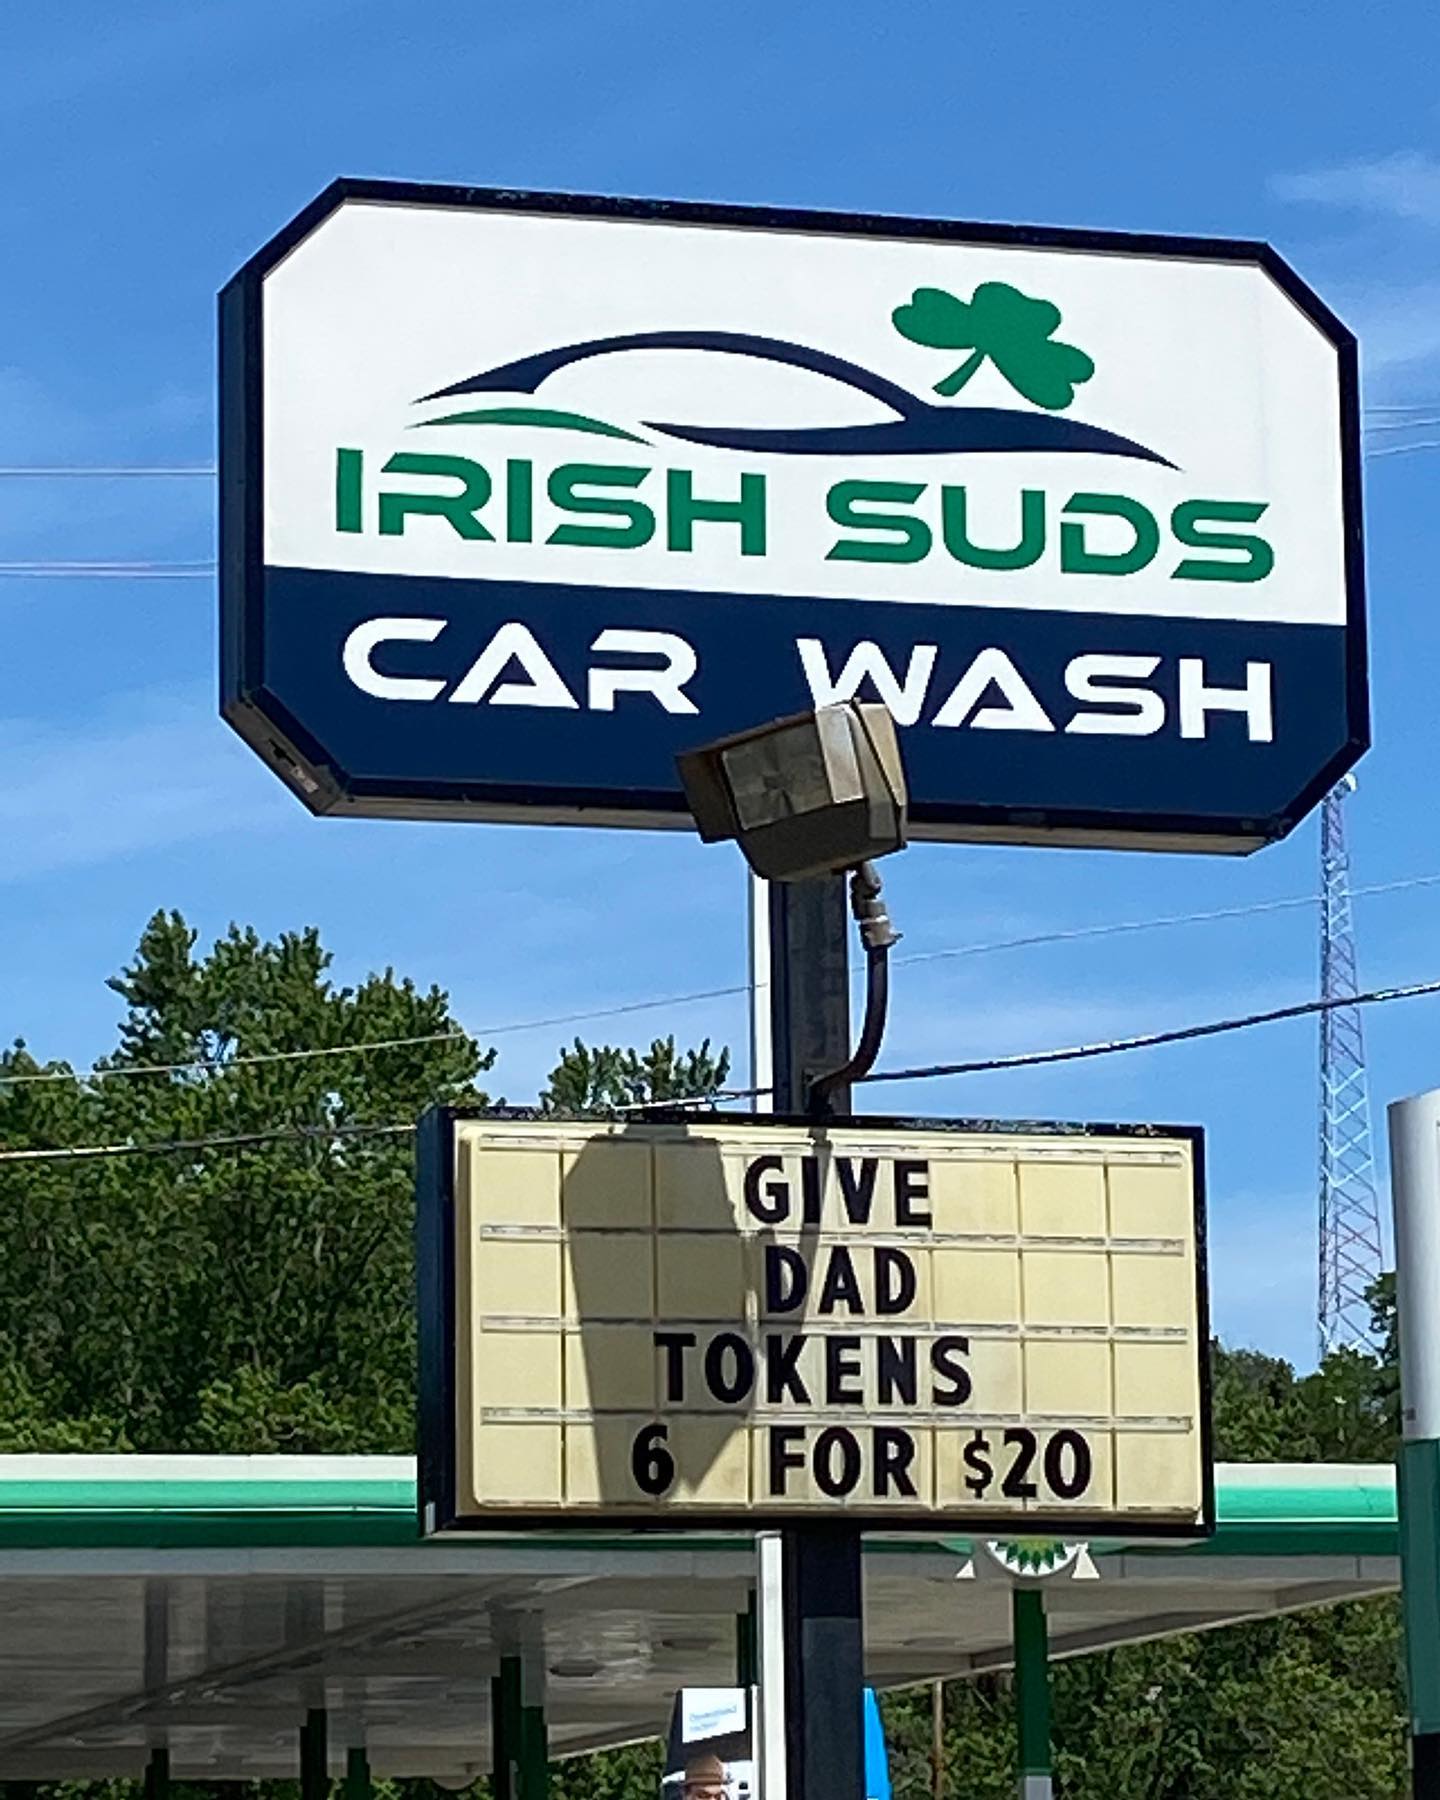 IRISH SUDS
CAR WASH
GIVE
DAD
TOKENS
6 FOR $20